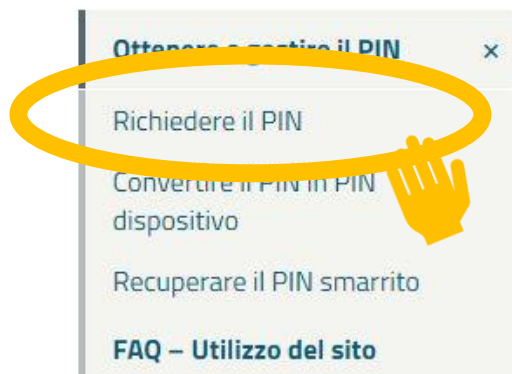 Ottenere e gestire il PIN ×
Richiedere il PIN
Convertire il PIN in PIN
dispositivo
Recuperare il PIN smarrito
FAQ – Utilizzo del sito